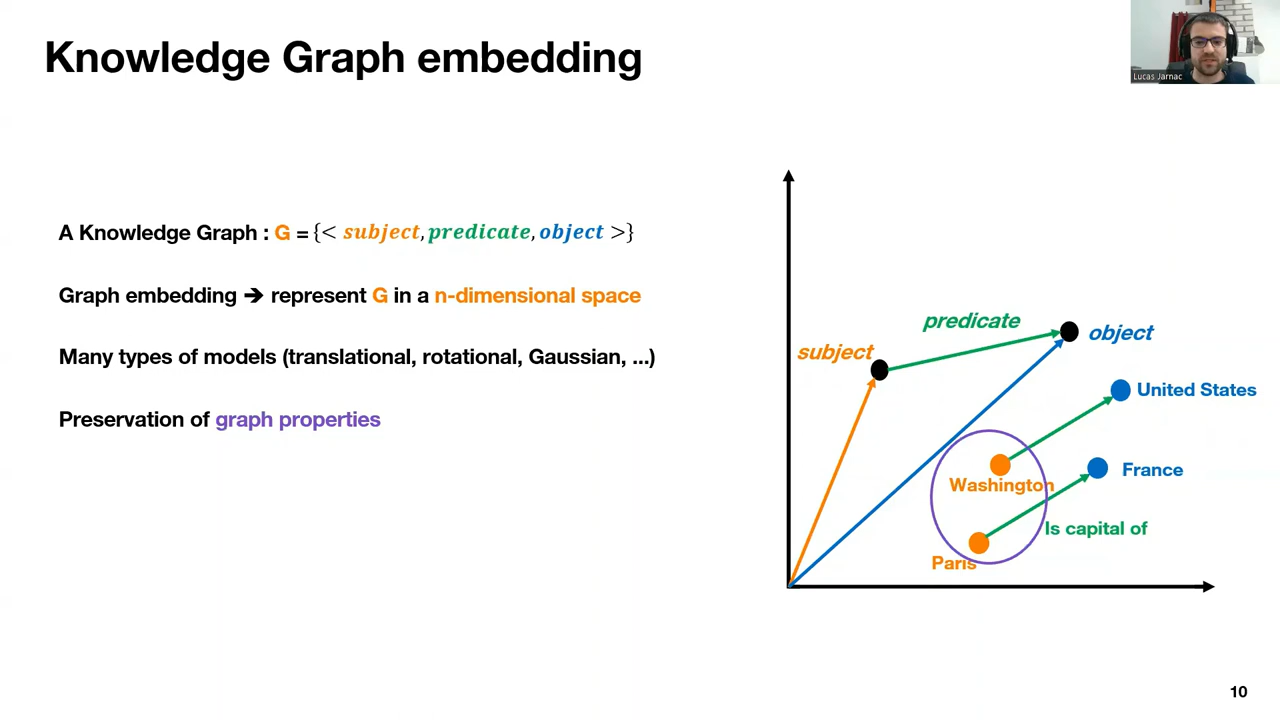 Knowledge Graph embedding
Lucas Jarnac
A Knowledge Graph : G = {< subject, predicate, object >}
Graph embedding ➔ represent G in a n-dimensional space
Many types of models (translational, rotational, Gaussian, ...)
Preservation of graph properties
predicate
subject
object
United States
Washington
France
Is capital of
Paris
10